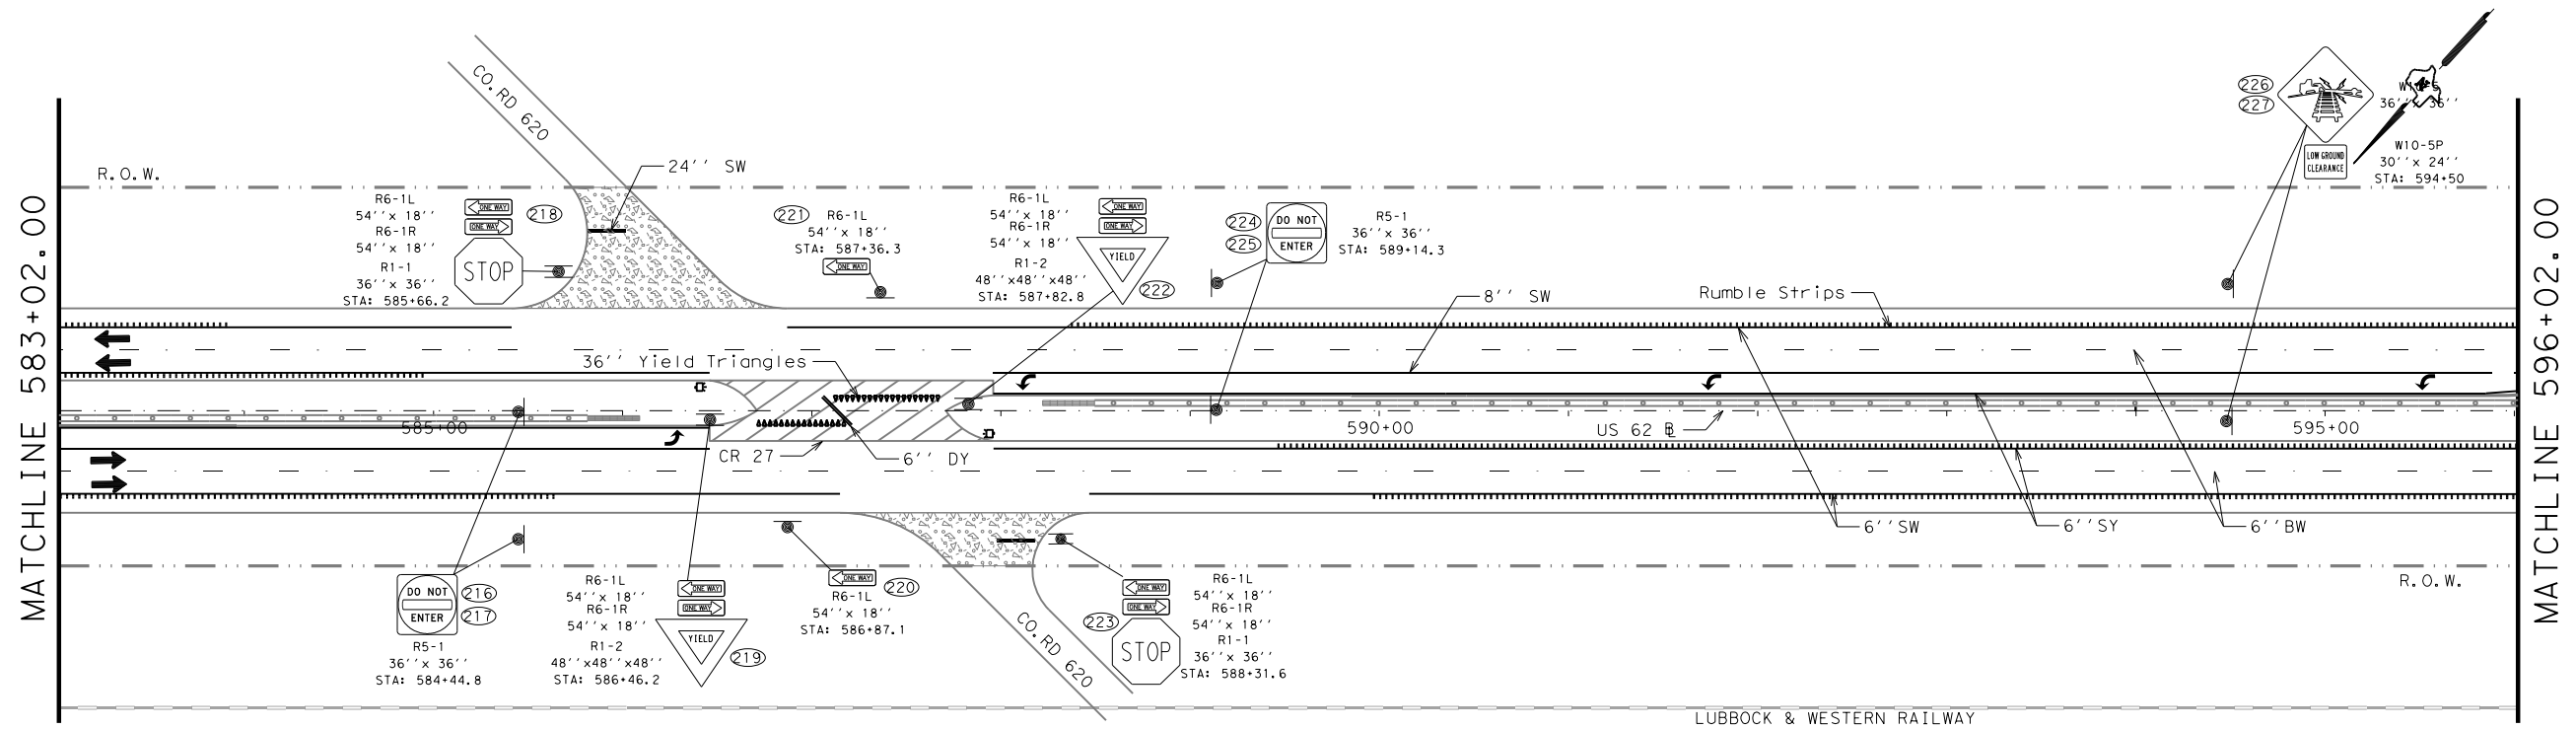 MATCHLINE 583+02.00
MATCHLINE 596+02.00
CO.RD 620
24'' SW
R.O.W.
R6-1L
54''x 18''
R6-1R
54''x 18''
R1-1
36''x 36''
STA: 585+66.2
ONE WAY
ONE WAY
STOP
218
221
R6-1L
54''x 18''
STA: 587+36.3
ONE WAY
R6-1L
54''x 18''
R6-1R
54''x 18''
R1-2
48''x48''x48''
STA: 587+82.8
ONE WAY
ONE WAY
YIELD
222
224
225
DO NOT
ENTER
R5-1
36''x 36''
STA: 589+14.3
226
227
LOW GROUND
CLEARANCE
36''x 36''
W10-5P
30''x 24''
STA: 594+50
8'' SW
Rumble Strips
36'' Yield Triangles
585+00
590+00
US 62 BL
595+00
CR 27
6'' DY
6''SW
6''SY
6''BW
DO NOT
ENTER
216
217
R5-1
36''x 36''
STA: 584+44.8
R6-1L
54''x 18''
R6-1R
54''x 18''
R1-2
48''x48''x48''
STA: 586+46.2
ONE WAY
ONE WAY
YIELD
219
ONE WAY
220
R6-1L
54''x 18''
STA: 586+87.1
CO.RD 620
223
ONE WAY
ONE WAY
STOP
R6-1L
54''x 18''
R6-1R
54''x 18''
R1-1
36''x 36''
STA: 588+31.6
R.O.W.
LUBBOCK & WESTERN RAILWAY